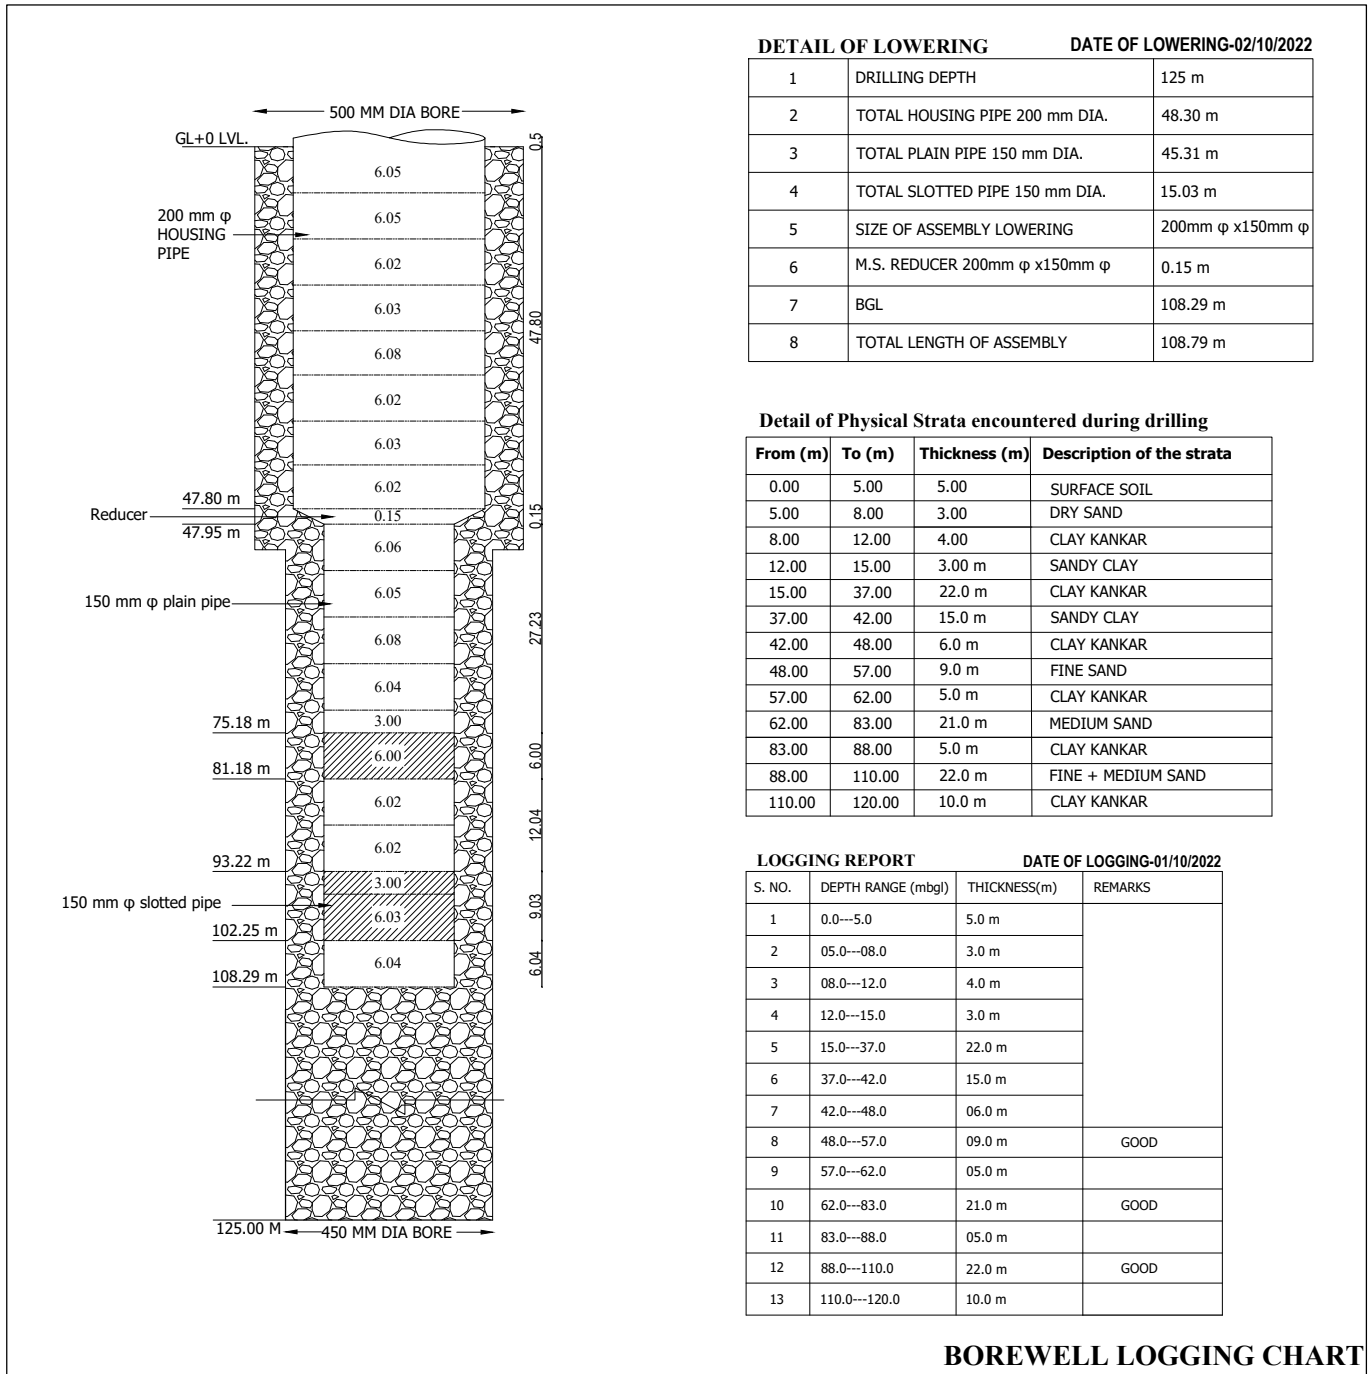 500 MM DIA BORE
GL+0 LVL.
0.5
6.05
200 mm φ
HOUSING
PIPE
6.05
6.02
6.03
47.80
6.08
6.02
6.03
6.02
47.80 m
Reducer
0.15
0.15
47.95 m
6.06
150 mm φ plain pipe
6.05
27.23
6.08
6.04
75.18 m
3.00
6.00
6.00
81.18 m
6.02
12.04
6.02
93.22 m
3.00
150 mm φ slotted pipe
6.03
9.03
102.25 m
6.04
6.04
108.29 m
125.00 M
450 MM DIA BORE
DETAIL OF LOWERING DATE OF LOWERING-02/10/2022
1 DRILLING DEPTH 125 m
2 TOTAL HOUSING PIPE 200 mm DIA. 48.30 m
3 TOTAL PLAIN PIPE 150 mm DIA. 45.31 m
4 TOTAL SLOTTED PIPE 150 mm DIA. 15.03 m
5 SIZE OF ASSEMBLY LOWERING 200mm φ x150mm φ
6 M.S. REDUCER 200mm φ x150mm φ 0.15 m
7 BGL 108.29 m
8 TOTAL LENGTH OF ASSEMBLY 108.79 m
Detail of Physical Strata encountered during drilling
From (m) To (m) Thickness (m) Description of the strata
0.00 5.00 5.00 SURFACE SOIL
5.00 8.00 3.00 DRY SAND
8.00 12.00 4.00 CLAY KANKAR
12.00 15.00 3.00 m SANDY CLAY
15.00 37.00 22.0 m CLAY KANKAR
37.00 42.00 15.0 m SANDY CLAY
42.00 48.00 6.0 m CLAY KANKAR
48.00 57.00 9.0 m FINE SAND
57.00 62.00 5.0 m CLAY KANKAR
62.00 83.00 21.0 m MEDIUM SAND
83.00 88.00 5.0 m CLAY KANKAR
88.00 110.00 22.0 m FINE + MEDIUM SAND
110.00 120.00 10.0 m CLAY KANKAR
LOGGING REPORT DATE OF LOGGING-01/10/2022
S. NO. DEPTH RANGE (mbgl) THICKNESS(m) REMARKS
1 0.0---5.0 5.0 m
2 05.0---08.0 3.0 m
3 08.0---12.0 4.0 m
4 12.0---15.0 3.0 m
5 15.0---37.0 22.0 m
6 37.0---42.0 15.0 m
7 42.0---48.0 06.0 m
8 48.0---57.0 09.0 m GOOD
9 57.0---62.0 05.0 m
10 62.0---83.0 21.0 m GOOD
11 83.0---88.0 05.0 m
12 88.0---110.0 22.0 m GOOD
13 110.0---120.0 10.0 m
BOREWELL LOGGING CHART